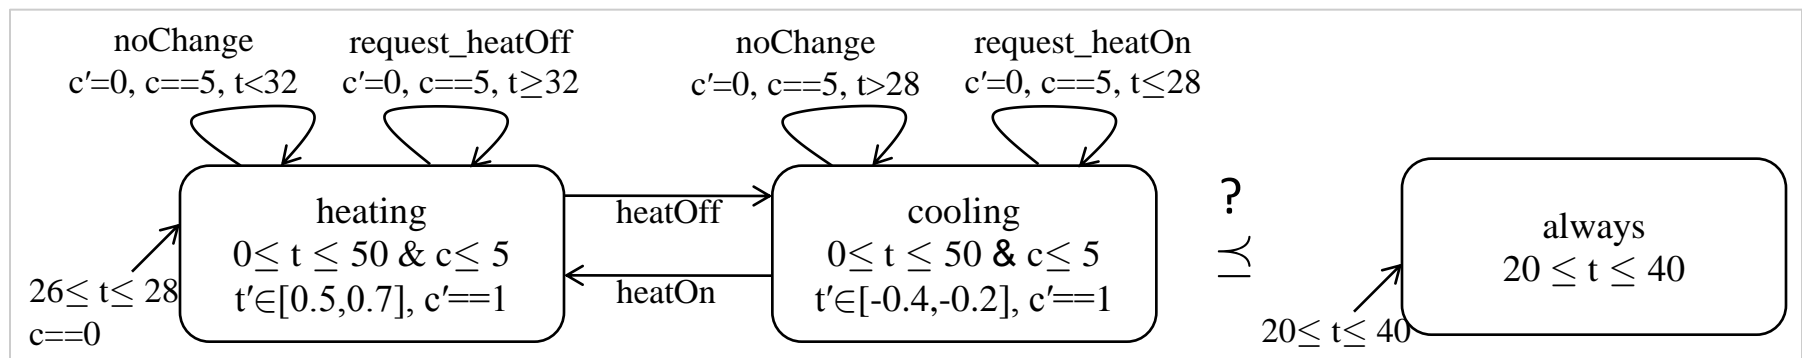 noChange
c′=0, c==5, t<32
request_heatOff
c′=0, c==5, t≥32
noChange
c′=0, c==5, t>28
request_heatOn
c′=0, c==5, t≤28
heating
0≤ t ≤ 50 & c≤ 5
t′∈[0.5,0.7], c′==1
26≤ t≤ 28
c==0
heatOff
heatOn
cooling
0≤ t ≤ 50 & c≤ 5
t′∈[-0.4,-0.2], c′==1
?
⪯
always
20 ≤ t ≤ 40
20≤ t≤ 40